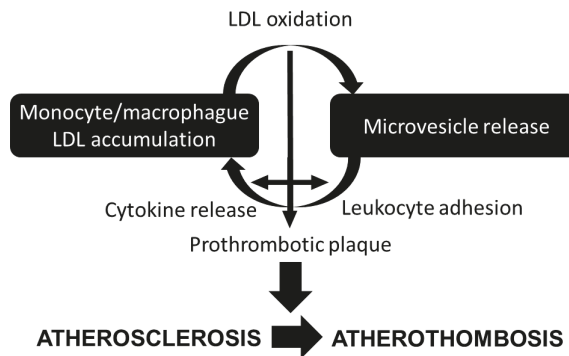 LDL oxidation
Monocyte/macrophague
LDL accumulation
Microvesicle release
Cytokine release
Leukocyte adhesion
Prothrombotic plaque
ATHEROSCLEROSIS
ATHEROTHOMBOSIS